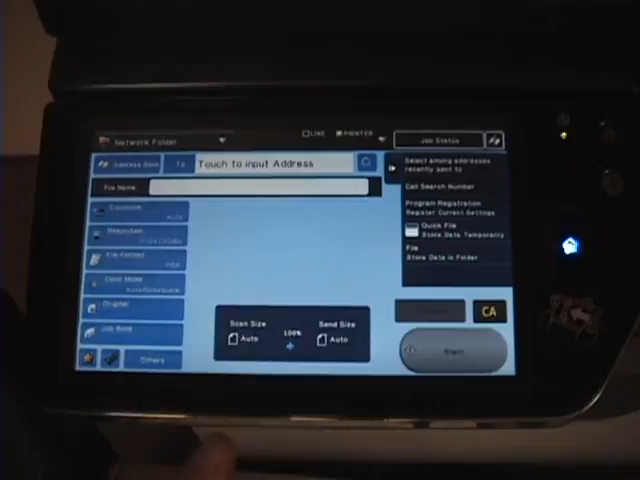 Network Folder
LINE
PRINTER
Job Status
Address Book
To
Touch to input Address
File Name
Exposure
Auto
Resolution
File Format
PDF
Color Mode
Original
Job Build
Others
Scan Size
Auto
100%
Send Size
Auto
Select among addresses
recently sent to
Call Search Number
Program Registration
Register Current Settings
Quick File
Store Data Temporarily
File
Store Data in Folder
CA
Start